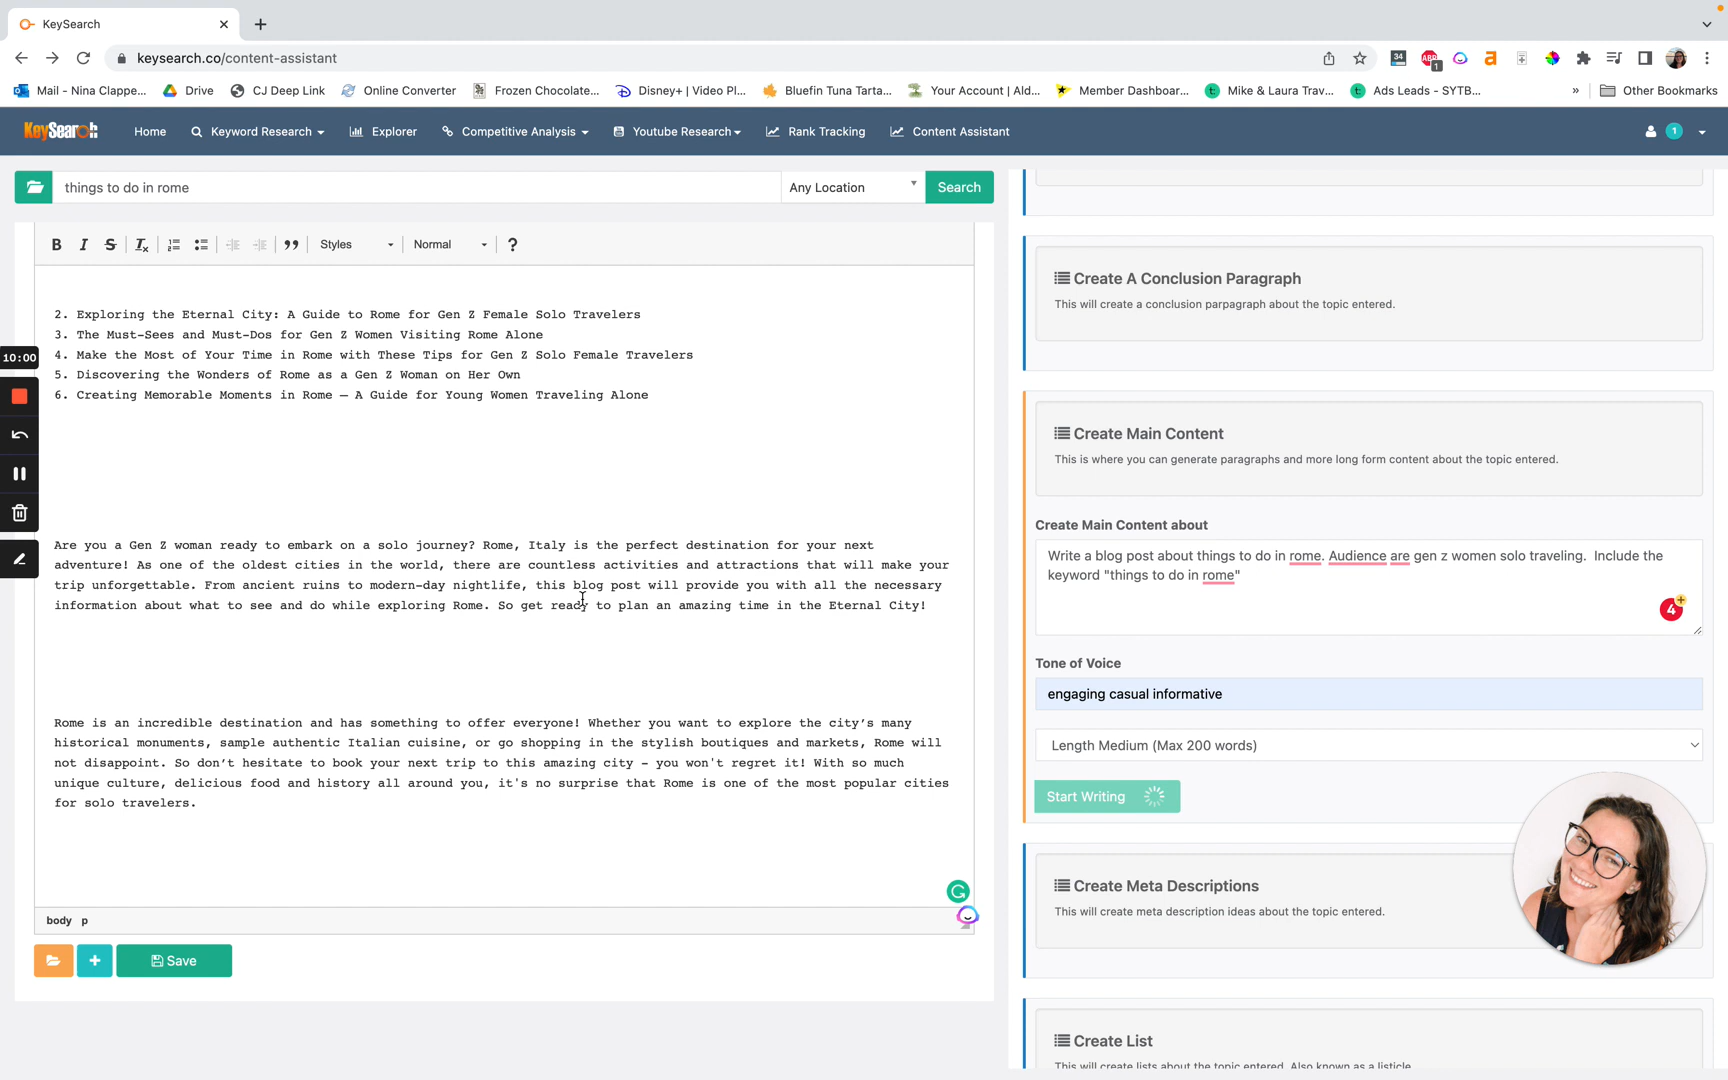 KeySearch
keysearch.co/content-assistant
34
ABP
1
Mail - Nina Clappe...
Drive
CJ Deep Link
Online Converter
Frozen Chocolate...
Disney+ | Video Pl...
Bluefin Tuna Tarta...
Your Account | Ald...
Member Dashboar...
Mike & Laura Trav...
Ads Leads - SYTB...
»
Other Bookmarks
KeySearch
Home
Keyword Research
Explorer
Competitive Analysis
Youtube Research
Rank Tracking
Content Assistant
1
things to do in rome
Any Location
Search
B I S Tx
Styles
Normal
?
2. Exploring the Eternal City: A Guide to Rome for Gen Z Female Solo Travelers
3. The Must-Sees and Must-Dos for Gen Z Women Visiting Rome Alone
4. Make the Most of Your Time in Rome with These Tips for Gen Z Solo Female Travelers
5. Discovering the Wonders of Rome as a Gen Z Woman on Her Own
6. Creating Memorable Moments in Rome – A Guide for Young Women Traveling Alone
10:00
Are you a Gen Z woman ready to embark on a solo journey? Rome, Italy is the perfect destination for your next
adventure! As one of the oldest cities in the world, there are countless activities and attractions that will make your
trip unforgettable. From ancient ruins to modern-day nightlife, this blog post will provide you with all the necessary
information about what to see and do while exploring Rome. So get ready to plan an amazing time in the Eternal City!
Rome is an incredible destination and has something to offer everyone! Whether you want to explore the city’s many
historical monuments, sample authentic Italian cuisine, or go shopping in the stylish boutiques and markets, Rome will
not disappoint. So don’t hesitate to book your next trip to this amazing city – you won't regret it! With so much
unique culture, delicious food and history all around you, it's no surprise that Rome is one of the most popular cities
for solo travelers.
body p
Save
Create A Conclusion Paragraph
This will create a conclusion parpagraph about the topic entered.
Create Main Content
This is where you can generate paragraphs and more long form content about the topic entered.
Create Main Content about
Write a blog post about things to do in rome. Audience are gen z women solo traveling. Include the
keyword "things to do in rome"
4
Tone of Voice
engaging casual informative
Length Medium (Max 200 words)
Start Writing
Create Meta Descriptions
This will create meta description ideas about the topic entered.
Create List
This will create lists about the topic entered. Also known as a listicle.